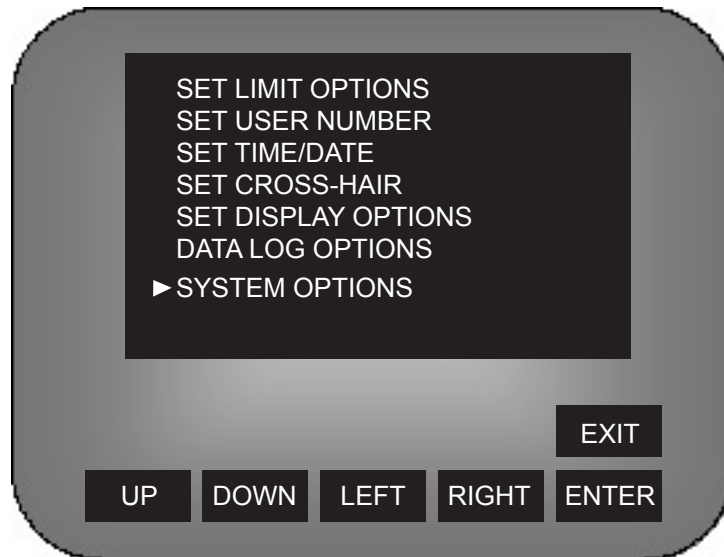 SET LIMIT OPTIONS
SET USER NUMBER
SET TIME/DATE
SET CROSS-HAIR
SET DISPLAY OPTIONS
DATA LOG OPTIONS
►SYSTEM OPTIONS
EXIT
UP DOWN LEFT RIGHT ENTER